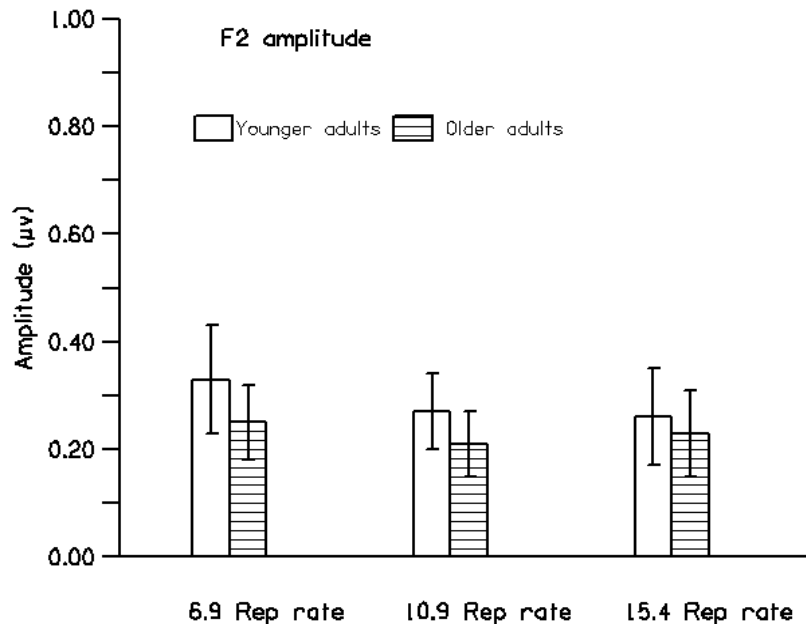 F2 amplitude
Younger adults
Older adults
Amplitude (μv)
1.00
0.80
0.60
0.40
0.20
0.00
6.9 Rep rate
10.9 Rep rate
15.4 Rep rate